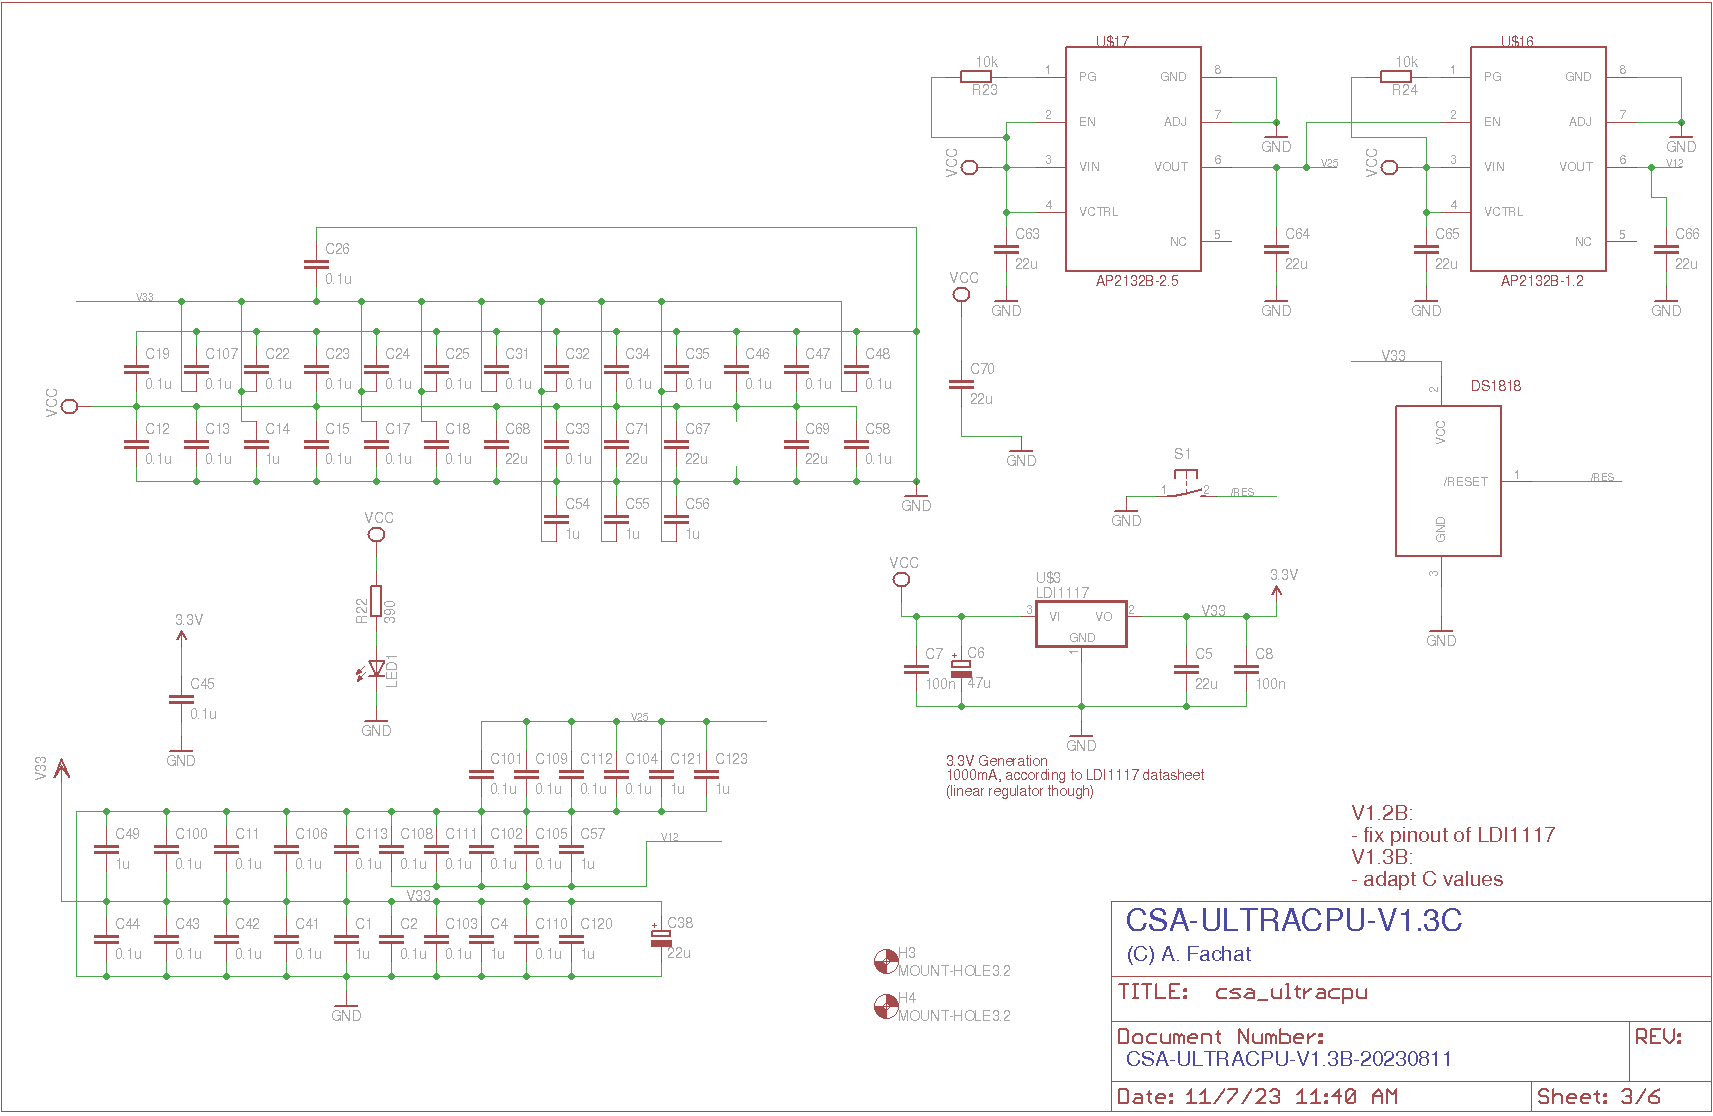 U$17
U$16
10k
R23
1
PG
GND
8
2
EN
ADJ
7
3
VIN
VOUT
6
4
VCTRL
NC
5
VCC
GND
V25
C63
22u
GND
AP2132B-2.5
C64
22u
GND
10k
R24
1
PG
GND
8
2
EN
ADJ
7
3
VIN
VOUT
6
4
VCTRL
NC
5
VCC
GND
V12
C65
22u
GND
AP2132B-1.2
C66
22u
GND
C26
0.1u
V33
C19 C107 C22 C23 C24 C25 C31 C32 C34 C35 C46 C47 C48
0.1u 0.1u 0.1u 0.1u 0.1u 0.1u 0.1u 0.1u 0.1u 0.1u 0.1u 0.1u 0.1u
VCC
C12 C13 C14 C15 C17 C18 C68 C33 C71 C67 C69 C58
0.1u 0.1u 1u 0.1u 0.1u 0.1u 22u 0.1u 22u 22u 22u 0.1u
C54 C55 C56
1u 1u 1u
GND
VCC
C70
22u
GND
V33
DS1818
2
VCC
/RESET
1
/RES
GND
3
GND
S1
1 2
/RES
GND
VCC
R22
390
LED1
GND
3.3V
C45
0.1u
GND
VCC
U$3
LDI1117
3
VI
VO
2
GND
1
V33
3.3V
C7
100n
C6
47u
C5
22u
C8
100n
GND
3.3V Generation
1000mA, according to LDI1117 datasheet
(linear regulator though)
V25
C101 C109 C112 C104 C121 C123
0.1u 0.1u 0.1u 0.1u 1u 1u
V33
C49 C100 C11 C106 C113 C108 C111 C102 C105 C57
1u 0.1u 0.1u 0.1u 0.1u 0.1u 0.1u 0.1u 0.1u 1u
V12
V33
C44 C43 C42 C41 C1 C2 C103 C4 C110 C120 C38
0.1u 0.1u 0.1u 0.1u 1u 0.1u 0.1u 1u 0.1u 1u 22u
GND
H3
MOUNT-HOLE3.2
H4
MOUNT-HOLE3.2
V1.2B:
- fix pinout of LDI1117
V1.3B:
- adapt C values
CSA-ULTRACPU-V1.3C
(C) A. Fachat
TITLE: csa_ultracpu
Document Number:
REV:
CSA-ULTRACPU-V1.3B-20230811
Date: 11/7/23 11:40 AM
Sheet: 3/6